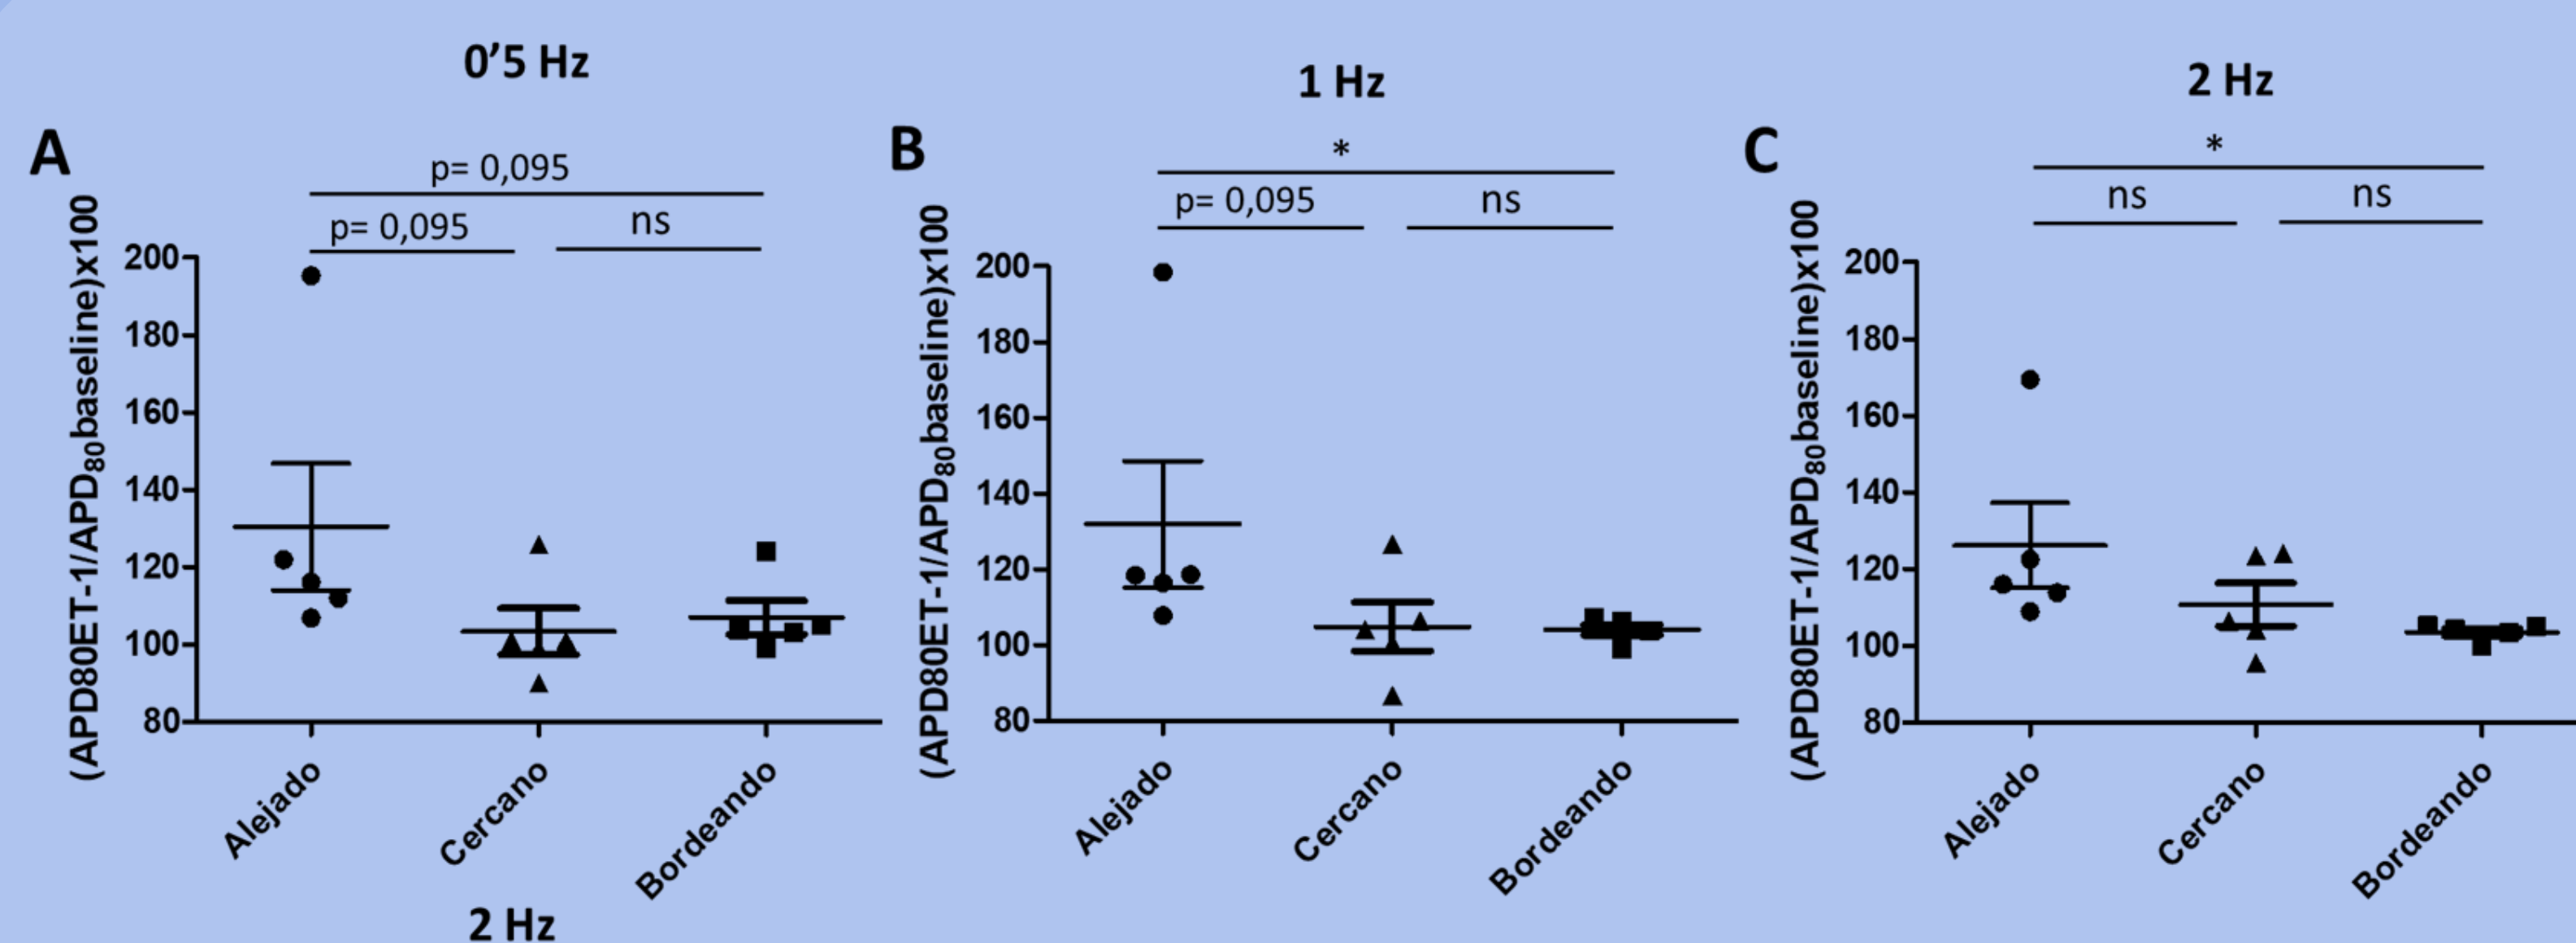 0’5 Hz
A
p= 0,095
p= 0,095
ns
(APD80ET-1/APD80baseline)x100
200
180
160
140
120
100
80
Alejado
Cercano
Bordeando
1 Hz
B
*
p= 0,095
ns
(APD80ET-1/APD80baseline)x100
200
180
160
140
120
100
80
Alejado
Cercano
Bordeando
2 Hz
C
*
ns
ns
(APD80ET-1/APD80baseline)x100
200
180
160
140
120
100
80
Alejado
Cercano
Bordeando
2 Hz